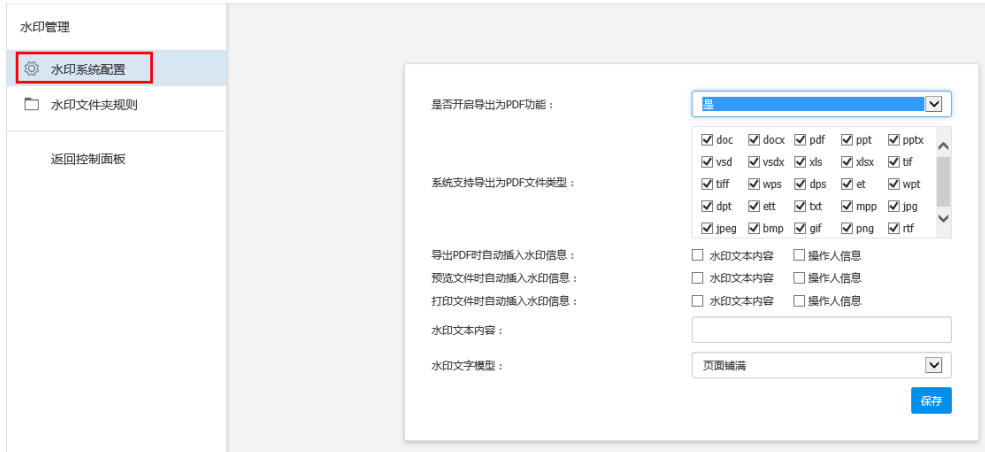 水印管理
水印系统配置
水印文件夹规则
返回控制面板
是否开启导出为PDF功能： 是
系统支持导出为PDF文件类型：
doc docx pdf ppt pptx
vsd vsdx xls xlsx tif
tiff wps dps et wpt
dpt ett txt mpp jpg
jpeg bmp gif png rtf
导出PDF时自动插入水印信息： 水印文本内容 操作人信息
预览文件时自动插入水印信息： 水印文本内容 操作人信息
打印文件时自动插入水印信息： 水印文本内容 操作人信息
水印文本内容：
水印文字模型： 页面铺满
保存